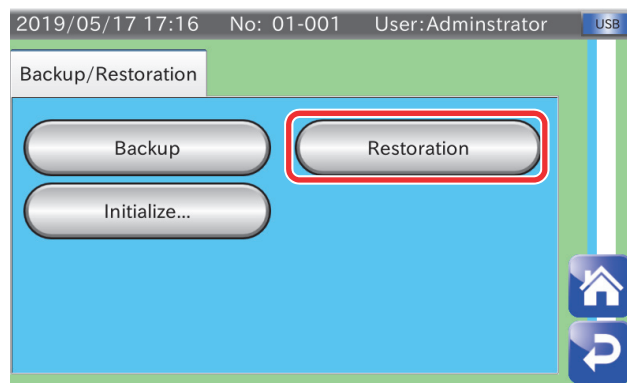 2019/05/17 17:16 No: 01-001 User:Adminstrator USB
Backup/Restoration
Backup Restoration
Initialize...